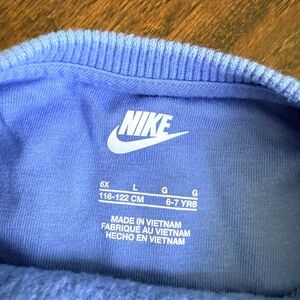 NIKE
6X L G G
116-122 CM 6-7 YRS
MADE IN VIETNAM
FABRIQUÉ AU VIETNAM
HECHO EN VIETNAM